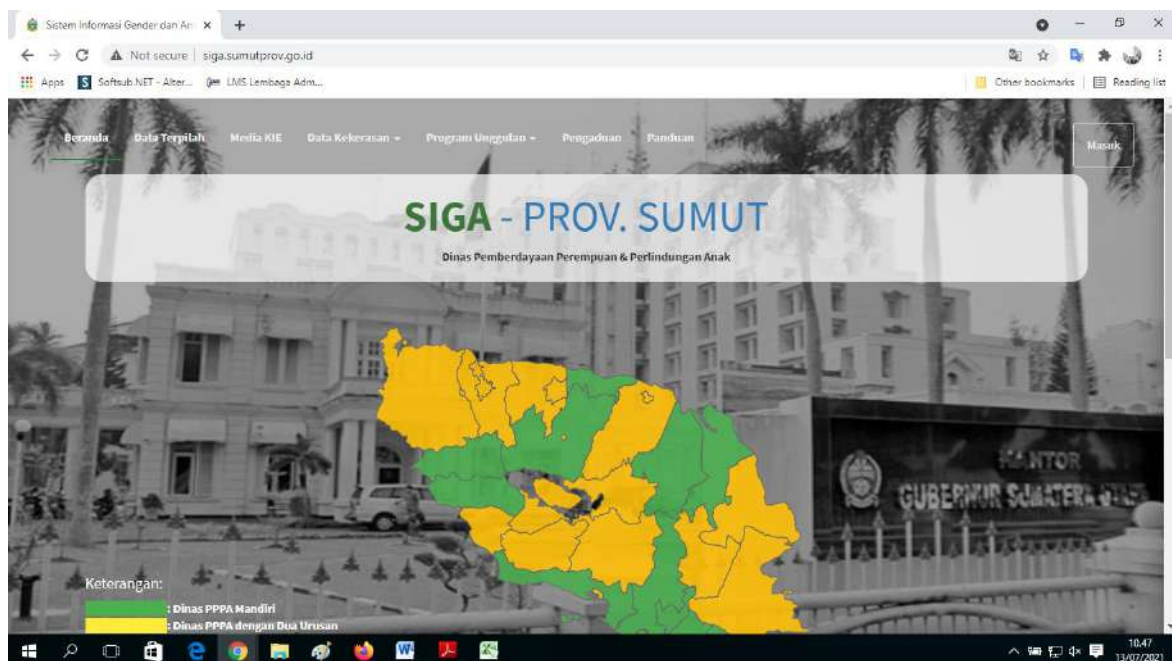 Sistem Informasi Gender dan An
Not secure | siga.sumutprov.go.id
Apps
Softsub.NET - Alter...
LMS Lembaga Adm...
Other bookmarks
Reading list
Beranda
Data Terpilah
Media KIE
Data Kekerasan
Program Unggulan
Pengaduan
Panduan
Masuk
SIGA - PROV. SUMUT
Dinas Pemberdayaan Perempuan & Perlindungan Anak
KANTOR
GUBERNUR SUMATERA
Keterangan:
: Dinas PPPA Mandiri
: Dinas PPPA dengan Dua Urusan
10.47
13/07/2021